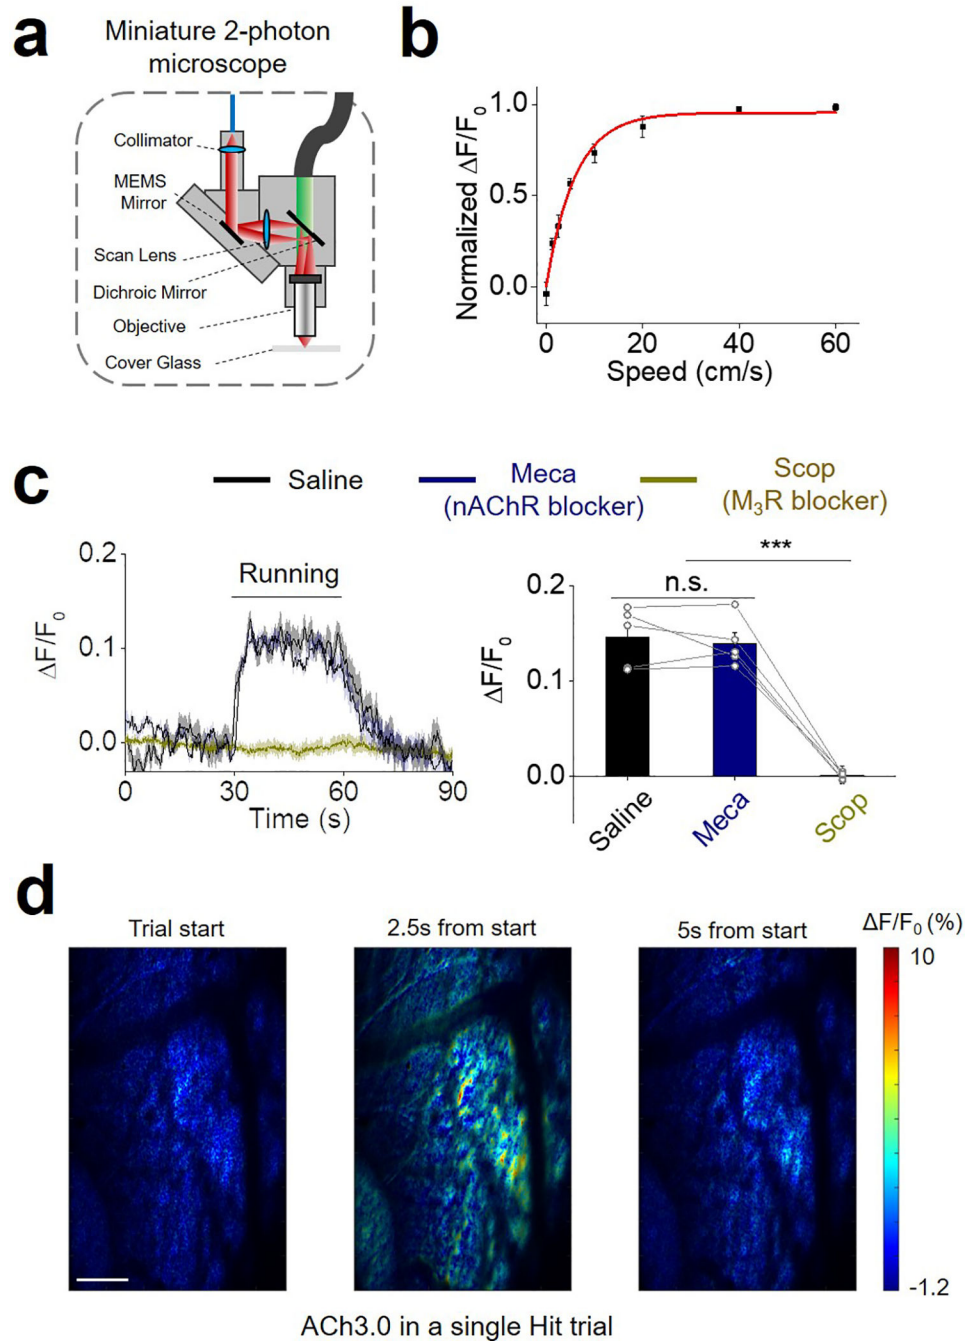 a
Miniature 2-photon
microscope
Collimator
MEMS
Mirror
Scan Lens
Dichroic Mirror
Objective
Cover Glass
b
Normalized ΔF/F₀
1.0
0.5
0.0
0 20 40 60
Speed (cm/s)
c
Saline
Meca
(nAChR blocker)
Scop
(M₃R blocker)
ΔF/F₀
0.2
0.1
0.0
Running
0 30 60 90
Time (s)
ΔF/F₀
0.2
0.1
0.0
n.s.
***
Saline
Meca
Scop
d
Trial start
2.5s from start
5s from start
ΔF/F₀ (%)
10
-1.2
ACh3.0 in a single Hit trial